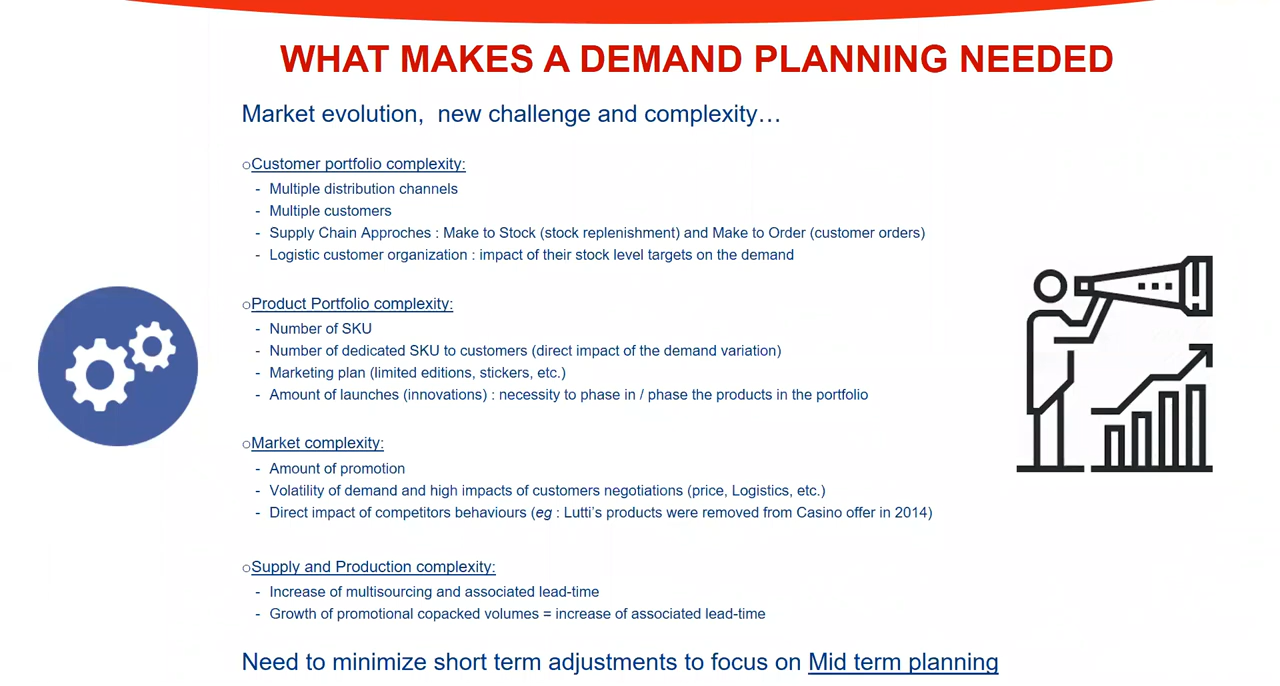 WHAT MAKES A DEMAND PLANNING NEEDED
Market evolution,  new challenge and complexity…
○Customer portfolio complexity:
- Multiple distribution channels
- Multiple customers
- Supply Chain Approches : Make to Stock (stock replenishment) and Make to Order (customer orders)
- Logistic customer organization : impact of their stock level targets on the demand
○Product Portfolio complexity:
- Number of SKU
- Number of dedicated SKU to customers (direct impact of the demand variation)
- Marketing plan (limited editions, stickers, etc.)
- Amount of launches (innovations) : necessity to phase in / phase the products in the portfolio
○Market complexity:
- Amount of promotion
- Volatility of demand and high impacts of customers negotiations (price, Logistics, etc.)
- Direct impact of competitors behaviours (eg : Lutti's products were removed from Casino offer in 2014)
○Supply and Production complexity:
- Increase of multisourcing and associated lead-time
- Growth of promotional copacked volumes = increase of associated lead-time
Need to minimize short term adjustments to focus on Mid term planning